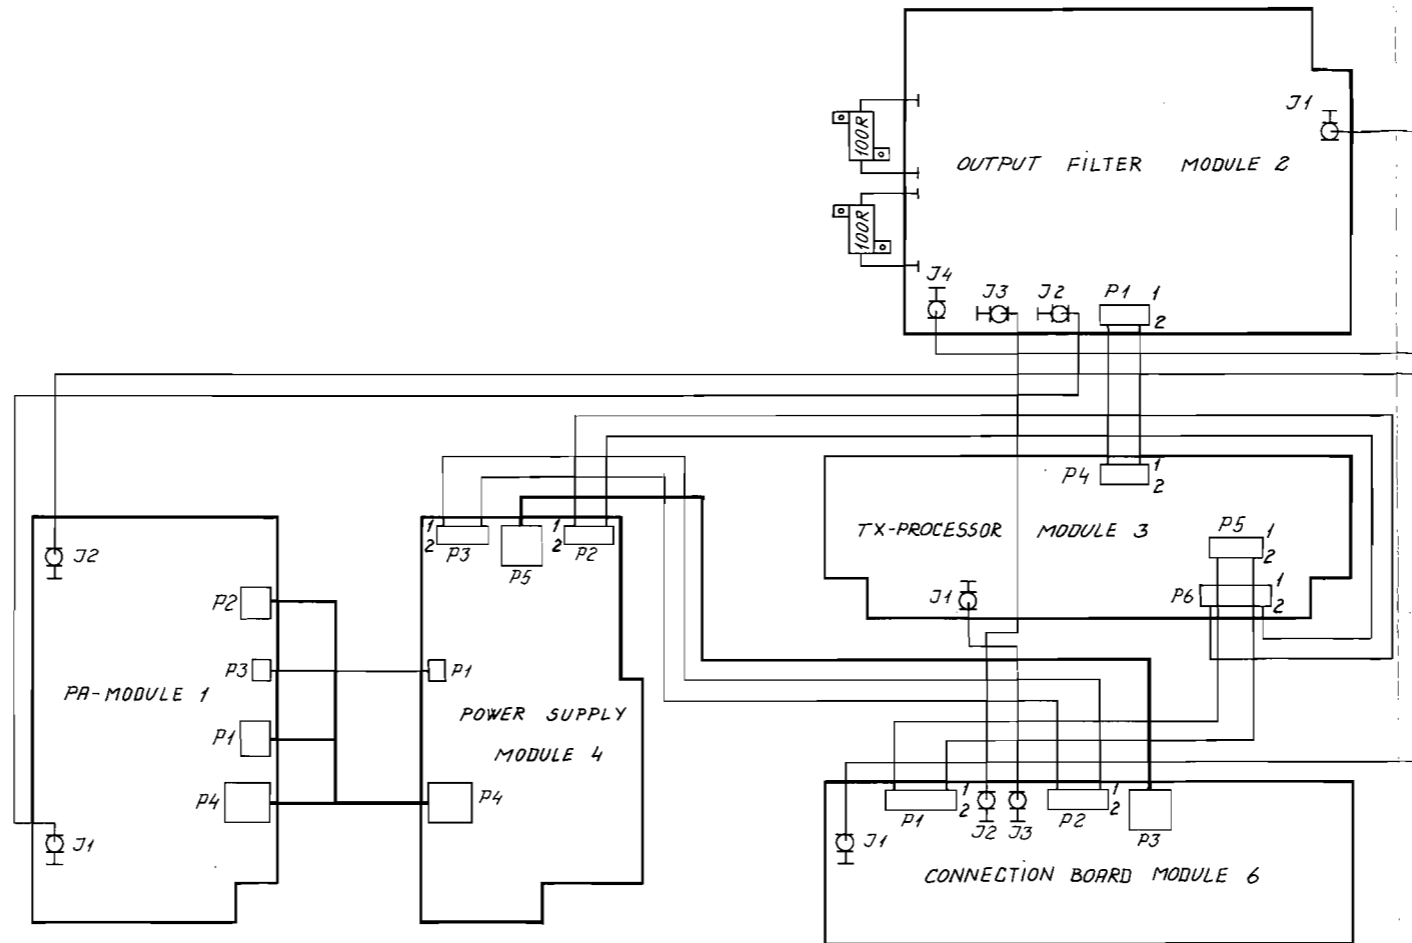 J1
100R
OUTPUT FILTER MODULE 2
100R
J4
J3
J2
P1
1
2
P4
1
2
TX-PROCESSOR MODULE 3
P5
1
2
J1
P6
1
2
J2
P2
P3
PA-MODULE 1
P1
P4
J1
1
2
P3
P5
1
2
P2
P1
POWER SUPPLY
MODULE 4
P4
J1
P1
1
2
J2
J3
P2
1
2
P3
CONNECTION BOARD MODULE 6